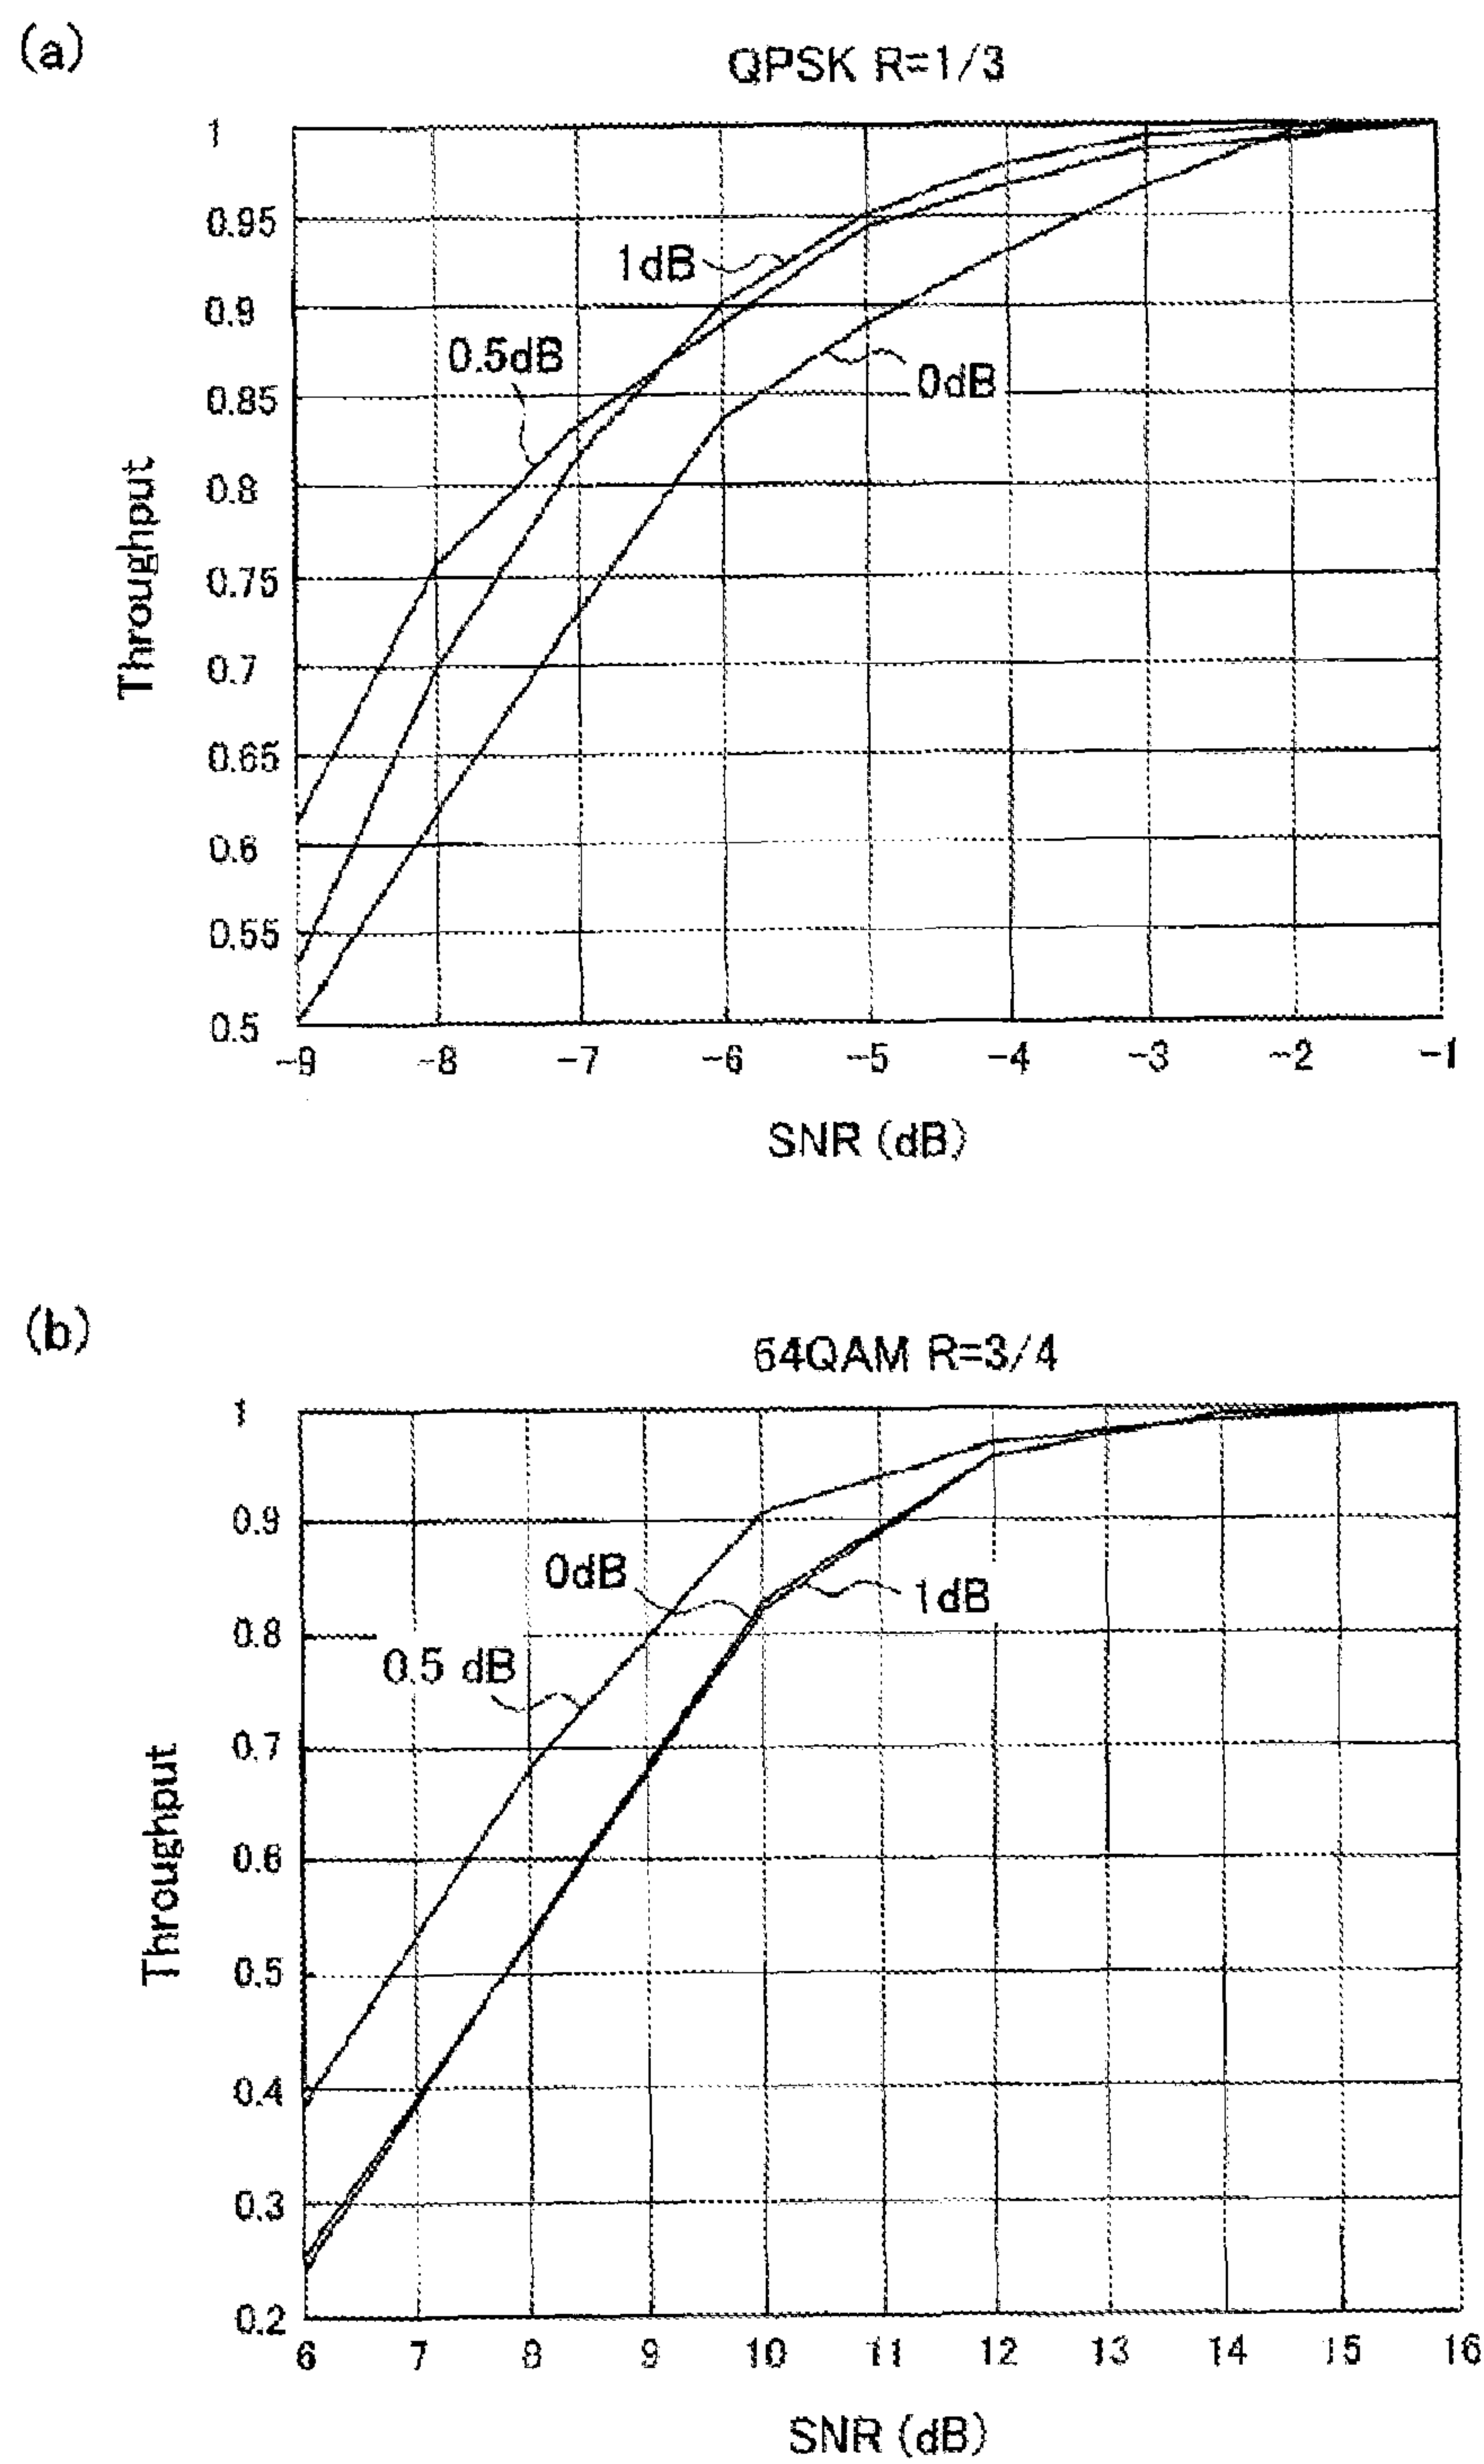 (a)
QPSK R=1/3
1
0.95
0.9
0.85
0.8
0.75
0.7
0.65
0.6
0.55
0.5
1dB
0.5dB
0dB
Throughput
-9 -8 -7 -6 -5 -4 -3 -2 -1
SNR (dB)
(b)
64QAM R=3/4
1
0.9
0.8
0.7
0.6
0.5
0.4
0.3
0.2
0dB
1dB
0.5 dB
Throughput
6 7 8 9 10 11 12 13 14 15 16
SNR (dB)